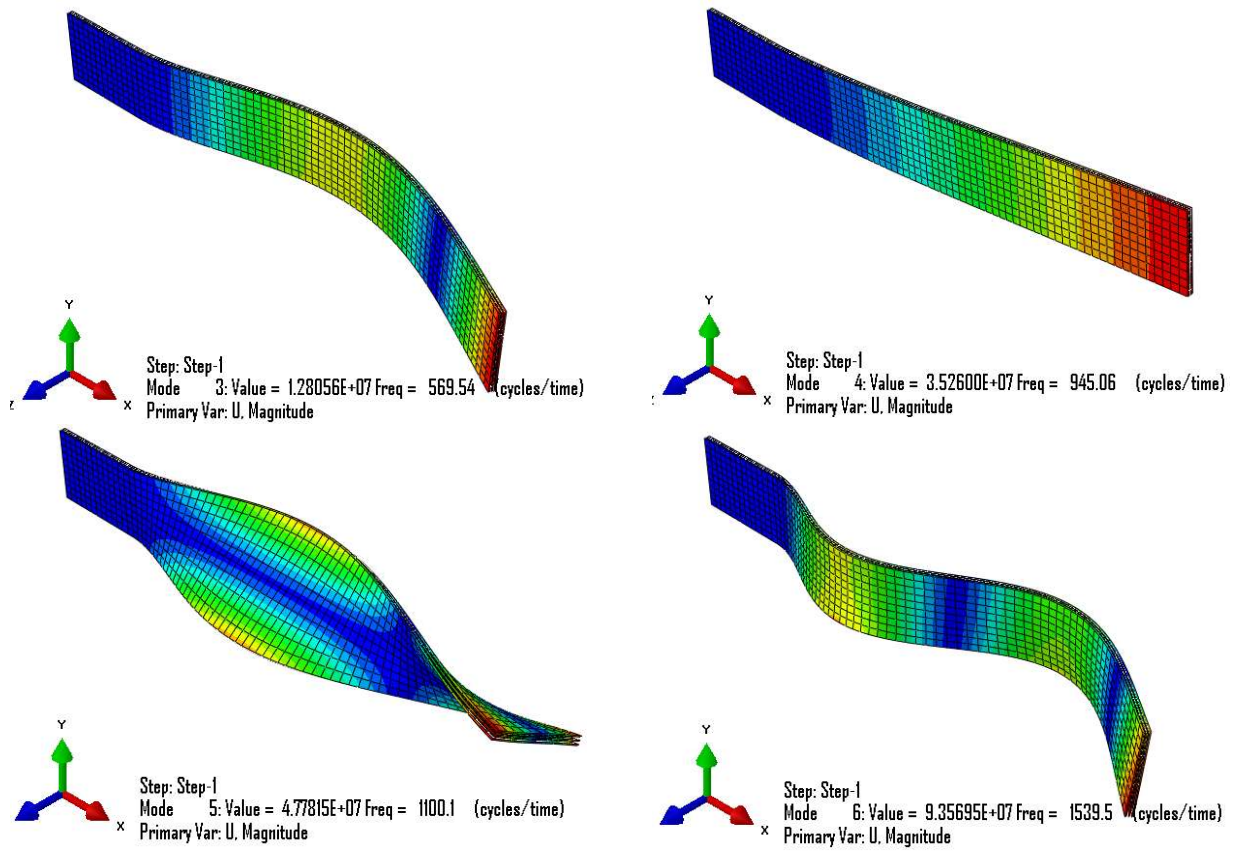 Y
Z
X
Step: Step-1
Mode 3: Value = 1.28056E+07 Freq = 569.54 (cycles/time)
Primary Var: U, Magnitude
Y
X
Step: Step-1
Mode 4: Value = 3.52600E+07 Freq = 945.06 (cycles/time)
Primary Var: U, Magnitude
Y
X
Step: Step-1
Mode 5: Value = 4.77815E+07 Freq = 1100.1 (cycles/time)
Primary Var: U, Magnitude
Y
X
Step: Step-1
Mode 6: Value = 9.35695E+07 Freq = 1539.5 (cycles/time)
Primary Var: U, Magnitude